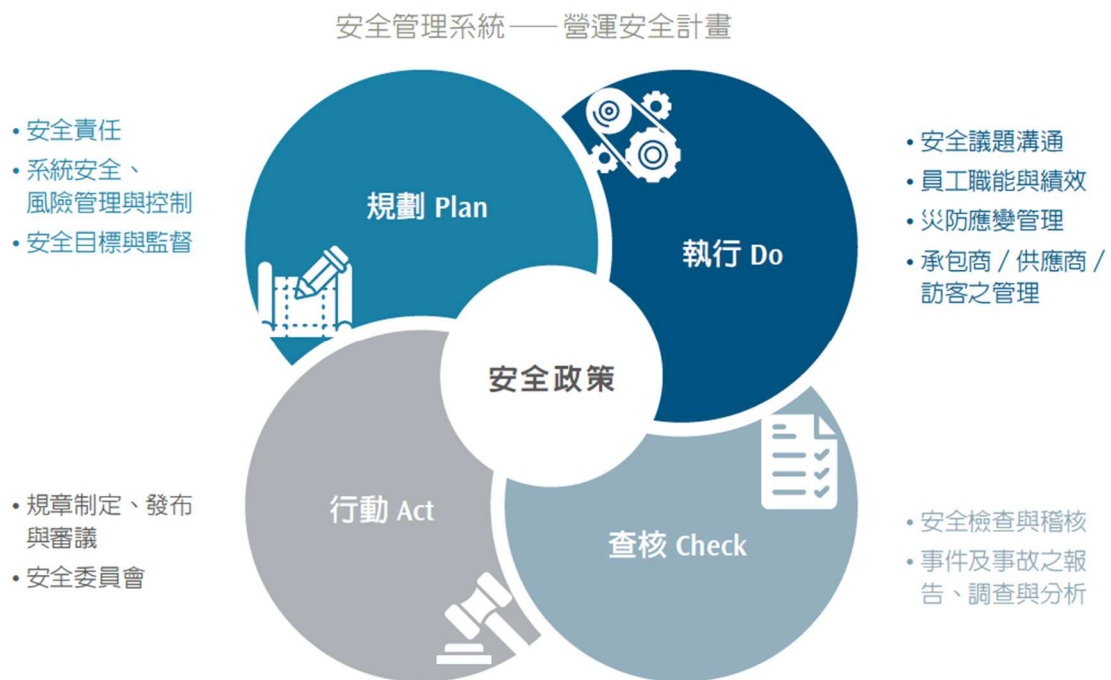 安全管理系統——營運安全計畫
• 安全責任
• 系統安全、
風險管理與控制
• 安全目標與監督
規劃 Plan
執行 Do
• 安全議題溝通
• 員工職能與績效
• 災防應變管理
• 承包商 / 供應商 /
訪客之管理
安全政策
• 規章制定、發布
與審議
• 安全委員會
行動 Act
查核 Check
• 安全檢查與稽核
• 事件及事故之報
告、調查與分析